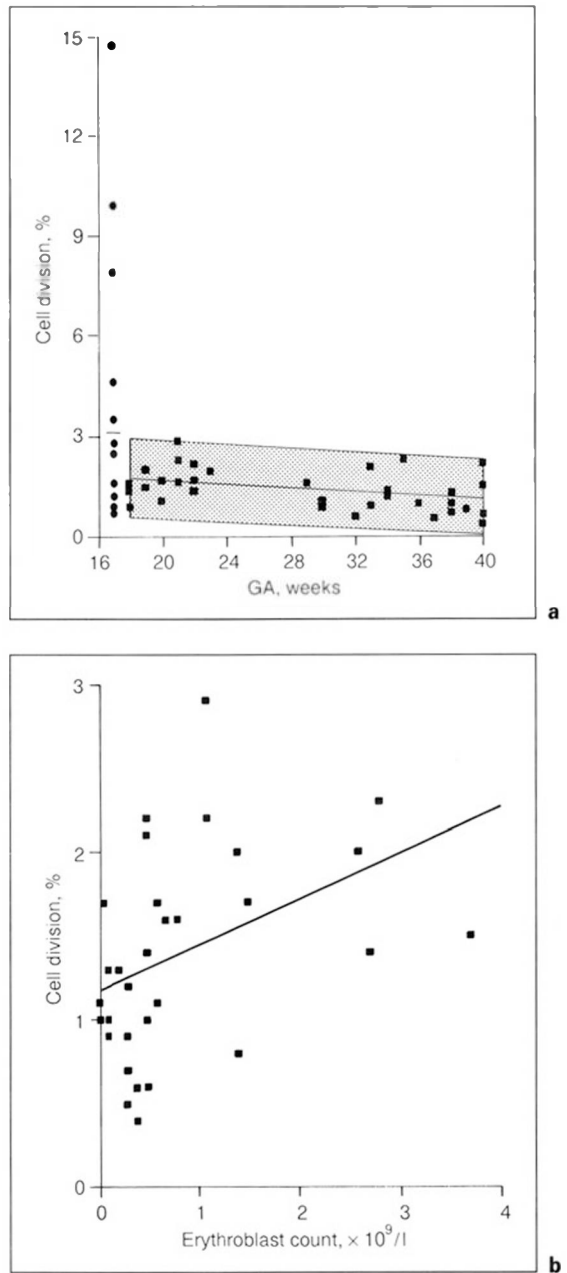 15
12
9
6
3
0
Cell division, %
16 20 24 28 32 36 40
GA, weeks
a
3
2
1
0
Cell division, %
0 1 2 3 4
Erythroblast count, × 10⁹/l
b